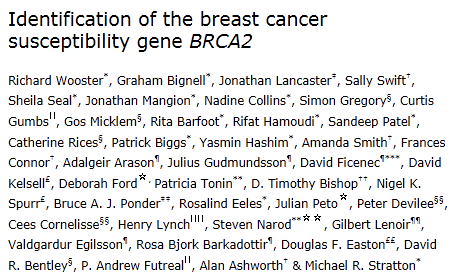 Identification of the breast cancer
susceptibility gene BRCA2
Richard Wooster*, Graham Bignell*, Jonathan Lancaster‡, Sally Swift†,
Sheila Seal*, Jonathan Mangion*, Nadine Collins*, Simon Gregory§, Curtis
Gumbs||, Gos Micklem§, Rita Barfoot*, Rifat Hamoudi*, Sandeep Patel*,
Catherine Rices§, Patrick Biggs*, Yasmin Hashim*, Amanda Smith†, Frances
Connor†, Adalgeir Arason¶, Julius Gudmundsson¶, David Ficenec¶***, David
Kelsell£, Deborah Ford☆· Patricia Tonin**, D. Timothy Bishop††, Nigel K.
Spurr£, Bruce A. J. Ponder‡‡, Rosalind Eeles*, Julian Peto☆, Peter Devilee§§,
Cees Cornelisse§§, Henry Lynch||||, Steven Narod**☆☆, Gilbert Lenoir¶¶,
Valdgardur Egilsson¶, Rosa Bjork Barkadottir¶, Douglas F. Easton££, David
R. Bentley§, P. Andrew Futreal||, Alan Ashworth† & Michael R. Stratton*